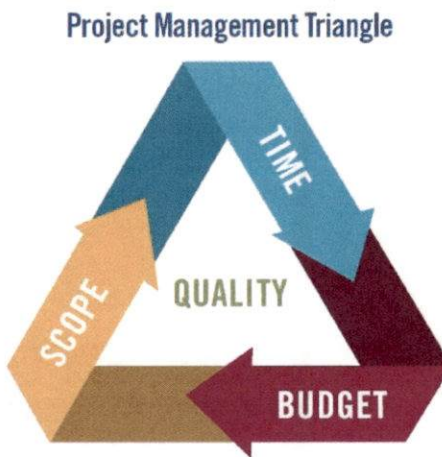 Project Management Triangle
TIME
SCOPE
QUALITY
BUDGET